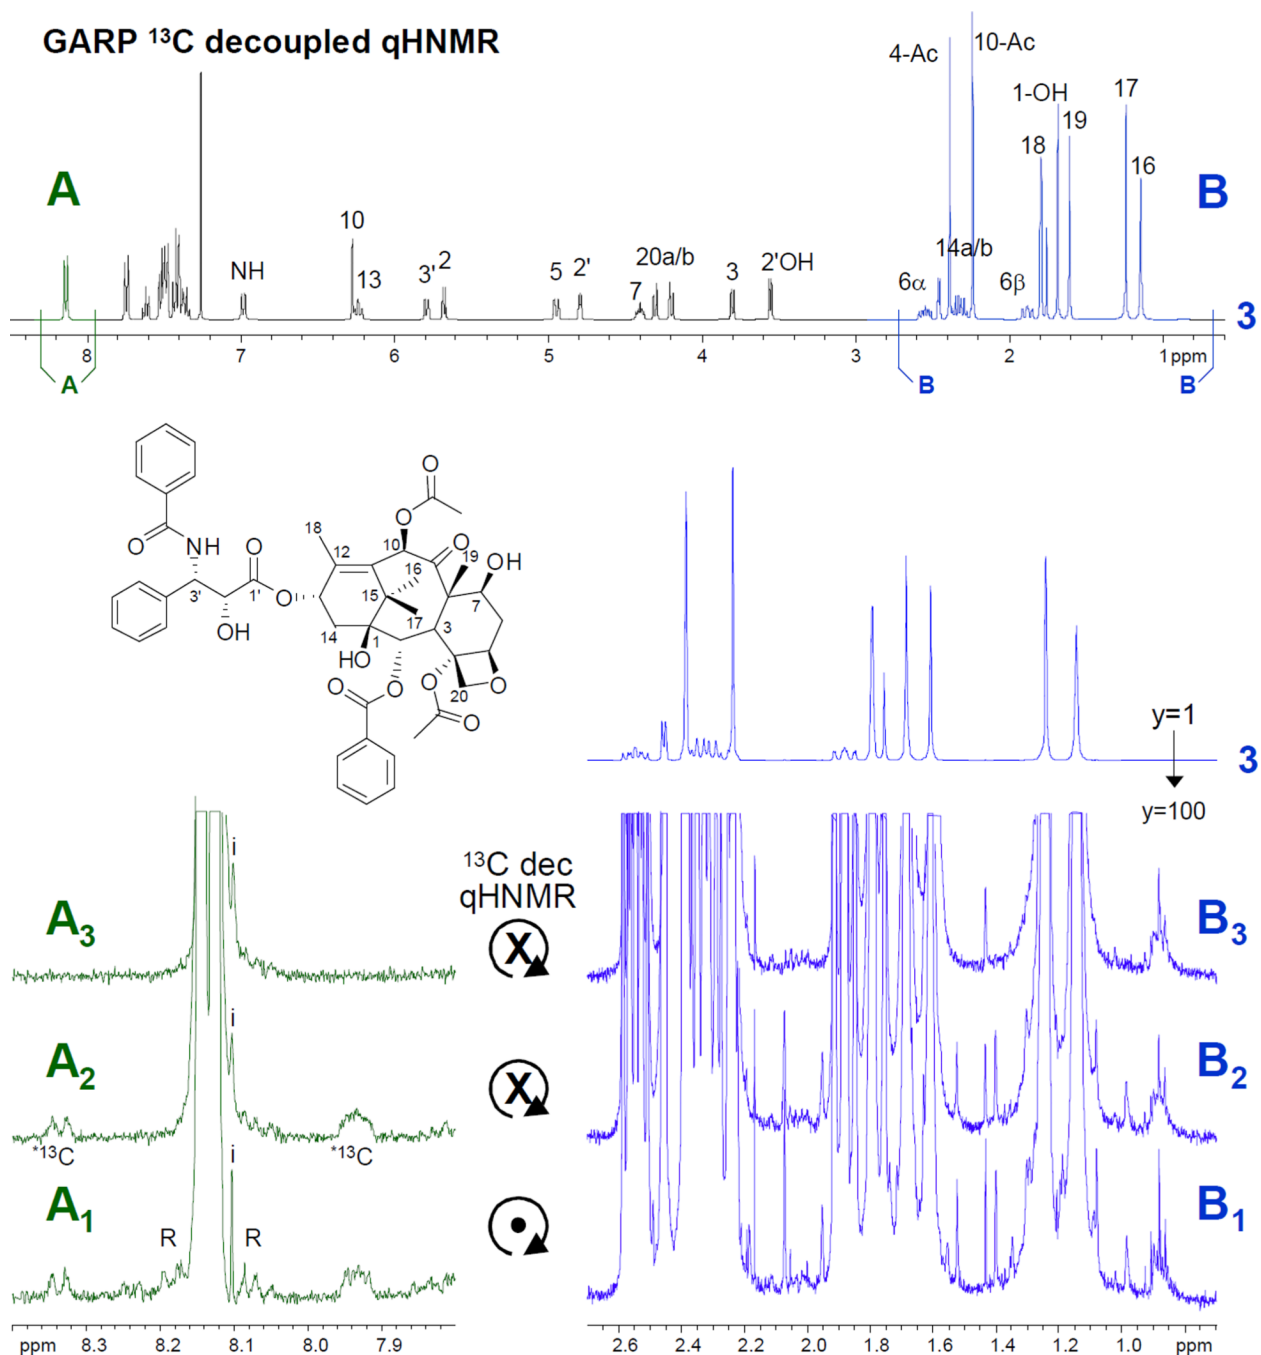 GARP ¹³C decoupled qHNMR
4-Ac
10-Ac
1-OH
17
19
18
16
A
B
10
NH
13
3'
2
5
2'
20a/b
7
3
2'OH
14a/b
6α
6β
3
8
7
6
5
4
3
2
1 ppm
A
B
B
O
O
18
12
10
O
O
NH
O
19
OH
16
3'
1'
O
15
7
OH
14
17
1
3
HO
O
O
O
20
O
O
y=1
3
y=100
i
¹³C dec
qHNMR
A₃
X
B₃
i
A₂
X
B₂
*¹³C
*¹³C
i
A₁
R
R
B₁
ppm
8.3
8.2
8.1
8.0
7.9
2.6
2.4
2.2
2.0
1.8
1.6
1.4
1.2
1.0
ppm